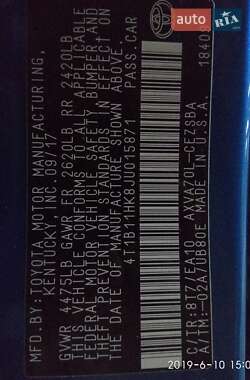 AUTO RIA
.com
MFD. BY: TOYOTA MOTOR MANUFACTURING,
KENTUCKY, INC. 09/17
GVWR 4475LB GAWR FR 2620LB RR 2420LB
THIS VEHICLE CONFORMS TO ALL APPLICABLE
FEDERAL MOTOR VEHICLE SAFETY, BUMPER, AND
THEFT PREVENTION STANDARDS IN EFFECT ON
THE DATE OF MANUFACTURE SHOWN ABOVE.
4T1B11HK8JU015871 PASS. CAR
C/TR: 8T7/EA10 AXVA70L-CEZSBA
A/TM: -02A/UB80E MADE IN U.S.A.
2019-6-10